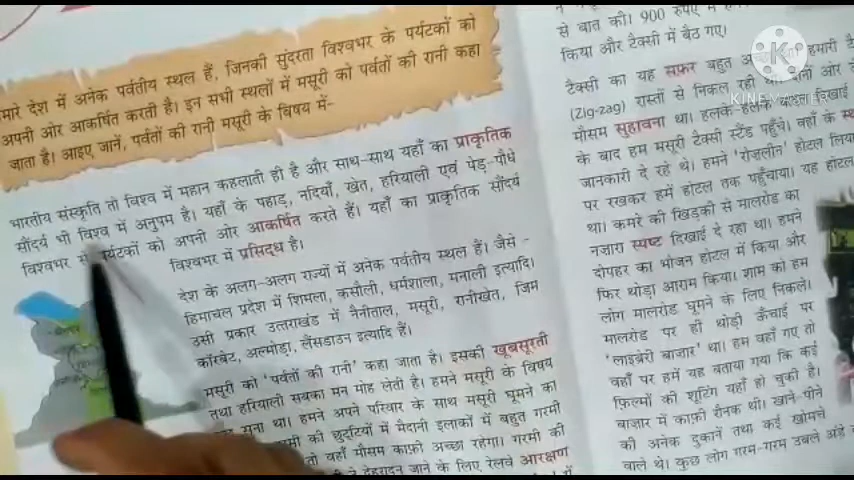 हमारे देश में अनेक पर्वतीय स्थल हैं, जिनकी सुंदरता विश्वभर के पर्यटकों को
अपनी ओर आकर्षित करती है। इन सभी स्थलों में मसूरी को पर्वतों की रानी कहा
जाता है। आइए जानें, पर्वतों की रानी मसूरी के विषय में-
भारतीय संस्कृति तो विश्व में महान कहलाती ही है और साथ-साथ यहाँ का प्राकृतिक
सौंदर्य भी विश्व में अनुपम है। यहाँ के पहाड़, नदियाँ, खेत, हरियाली एवं पेड़-पौधे
विश्वभर में पर्यटकों को अपनी ओर आकर्षित करते हैं। यहाँ का प्राकृतिक सौंदर्य
विश्वभर में प्रसिद्ध है।
देश के अलग-अलग राज्यों में अनेक पर्वतीय स्थल हैं। जैसे -
हिमाचल प्रदेश में शिमला, कसौली, धर्मशाला, मनाली इत्यादि।
उसी प्रकार उत्तराखंड में नैनीताल, मसूरी, रानीखेत, जिम
कॉरबेट, अल्मोड़ा, लैंसडाउन इत्यादि हैं।
मसूरी को 'पर्वतों की रानी' कहा जाता है। इसकी खूबसूरती
तथा हरियाली सबका मन मोह लेती है। हमने मसूरी के विषय
सुना था। हमने अपने परिवार के साथ मसूरी घूमने का
की छुट्टियों में मैदानी इलाकों में बहुत गरमी
तो वहाँ मौसम काफ़ी अच्छा रहेगा। गरमी की
देहरादून जाने के लिए रेलवे आरक्षण
में
से बात की। 900 रुपए में
किया और टैक्सी में बैठ गए।
टैक्सी का यह सफ़र बहुत हमारी
(Zig-zag) रास्तों से निकल रही थी। ओर
मौसम सुहावना था। हलके-हलके बादल दिखाई
के बाद हम मसूरी टैक्सी स्टैंड पहुँचे। वहाँ के
जानकारी दे रहे थे। हमने 'रोज़लीन' होटल लिया
पर रखकर हमें होटल तक पहुँचाया। यह होटल
था। कमरे की खिड़की से मालरोड का
नज़ारा स्पष्ट दिखाई दे रहा था। हमने
दोपहर का भोजन होटल में किया और
फिर थोड़ा आराम किया। शाम को हम
लोग मालरोड घूमने के लिए निकले।
मालरोड पर ही थोड़ी ऊँचाई पर
'लाइब्रेरी बाज़ार' था। हम वहाँ गए तो
वहाँ पर हमें यह बताया गया कि कई
फ़िल्मों की शूटिंग यहाँ हो चुकी है।
बाज़ार में काफ़ी रौनक थी। खाने-पीने
की अनेक दुकानें तथा कई खोमचे
वाले थे। कुछ लोग गरम-गरम उबले अंडे
KINEMASTER